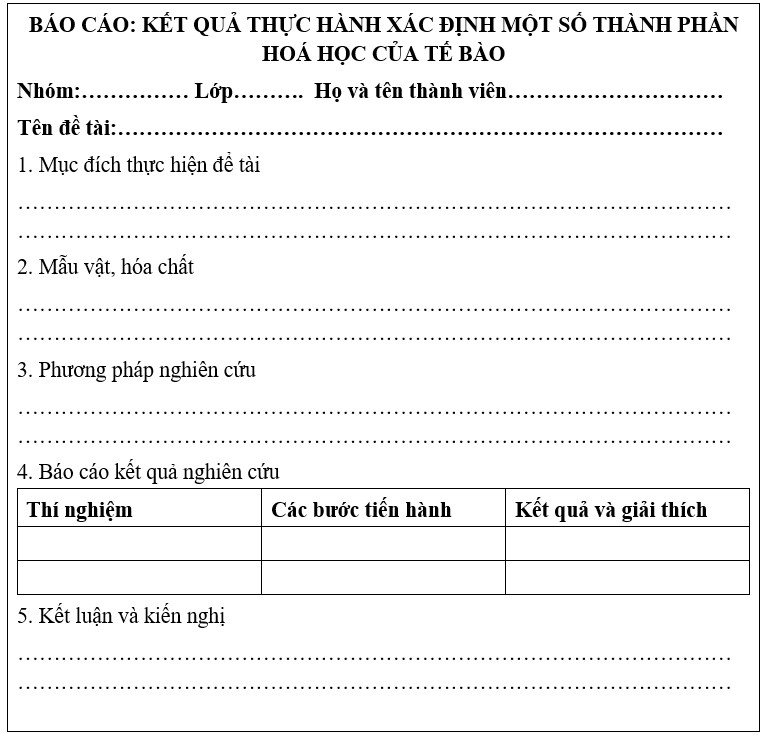 BÁO CÁO: KẾT QUẢ THỰC HÀNH XÁC ĐỊNH MỘT SỐ THÀNH PHẦN
HOÁ HỌC CỦA TẾ BÀO
Nhóm:…………… Lớp………. Họ và tên thành viên…………………………
Tên đề tài:…………………………………………………………………………
1. Mục đích thực hiện đề tài
………………………………………………………………………………………
………………………………………………………………………………………
2. Mẫu vật, hóa chất
………………………………………………………………………………………
………………………………………………………………………………………
3. Phương pháp nghiên cứu
………………………………………………………………………………………
………………………………………………………………………………………
4. Báo cáo kết quả nghiên cứu
Thí nghiệm Các bước tiến hành Kết quả và giải thích
5. Kết luận và kiến nghị
………………………………………………………………………………………
………………………………………………………………………………………